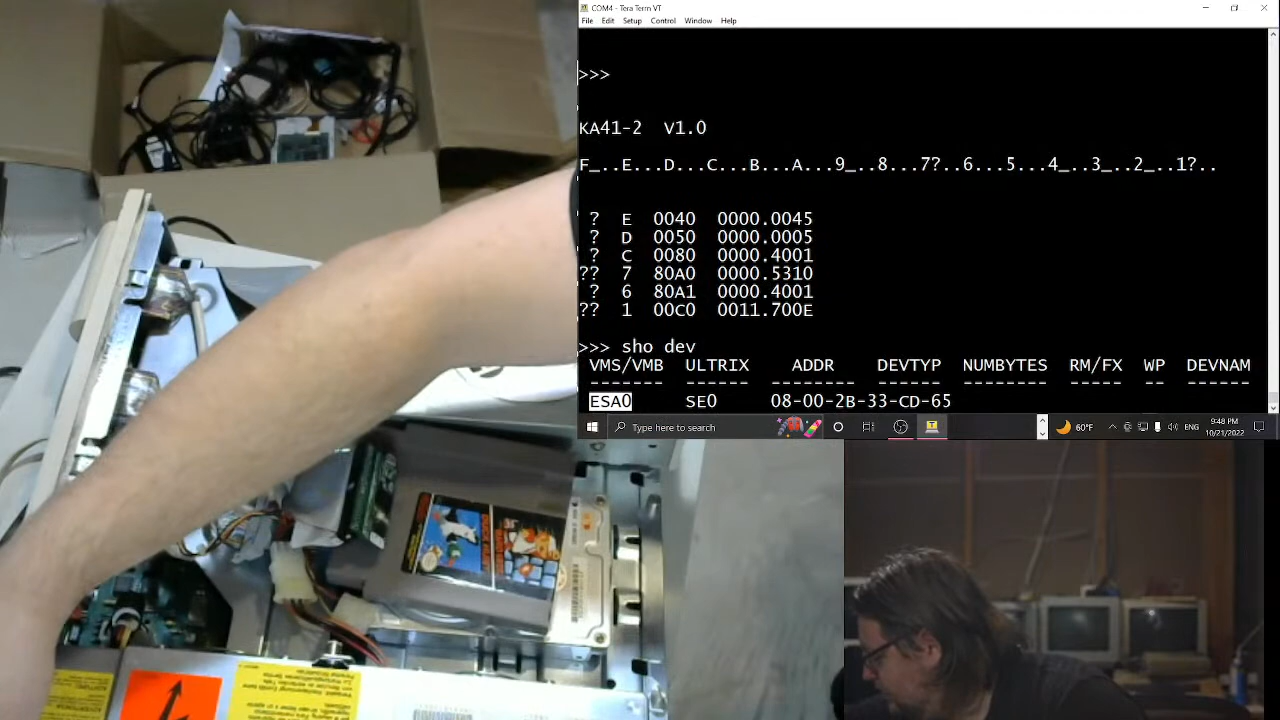 COM4 - Tera Term VT
File Edit Setup Control Window Help
>>>
KA41-2 V1.0
F_..E...D...C...B...A...9_..8...7?..6...5...4_..3_..2_..1?..
? E 0040 0000.0045
? D 0050 0000.0005
? C 0080 0000.4001
?? 7 80A0 0000.5310
? 6 80A1 0000.4001
?? 1 00C0 0011.700E
>>> sho dev
VMS/VMB ULTRIX ADDR DEVTYP NUMBYTES RM/FX WP DEVNAM
------- ------ ------- ------ -------- ----- -- ------
ESA0 SE0 08-00-2B-33-CD-65
Type here to search
60°F
ENG
9:48 PM
10/21/2022